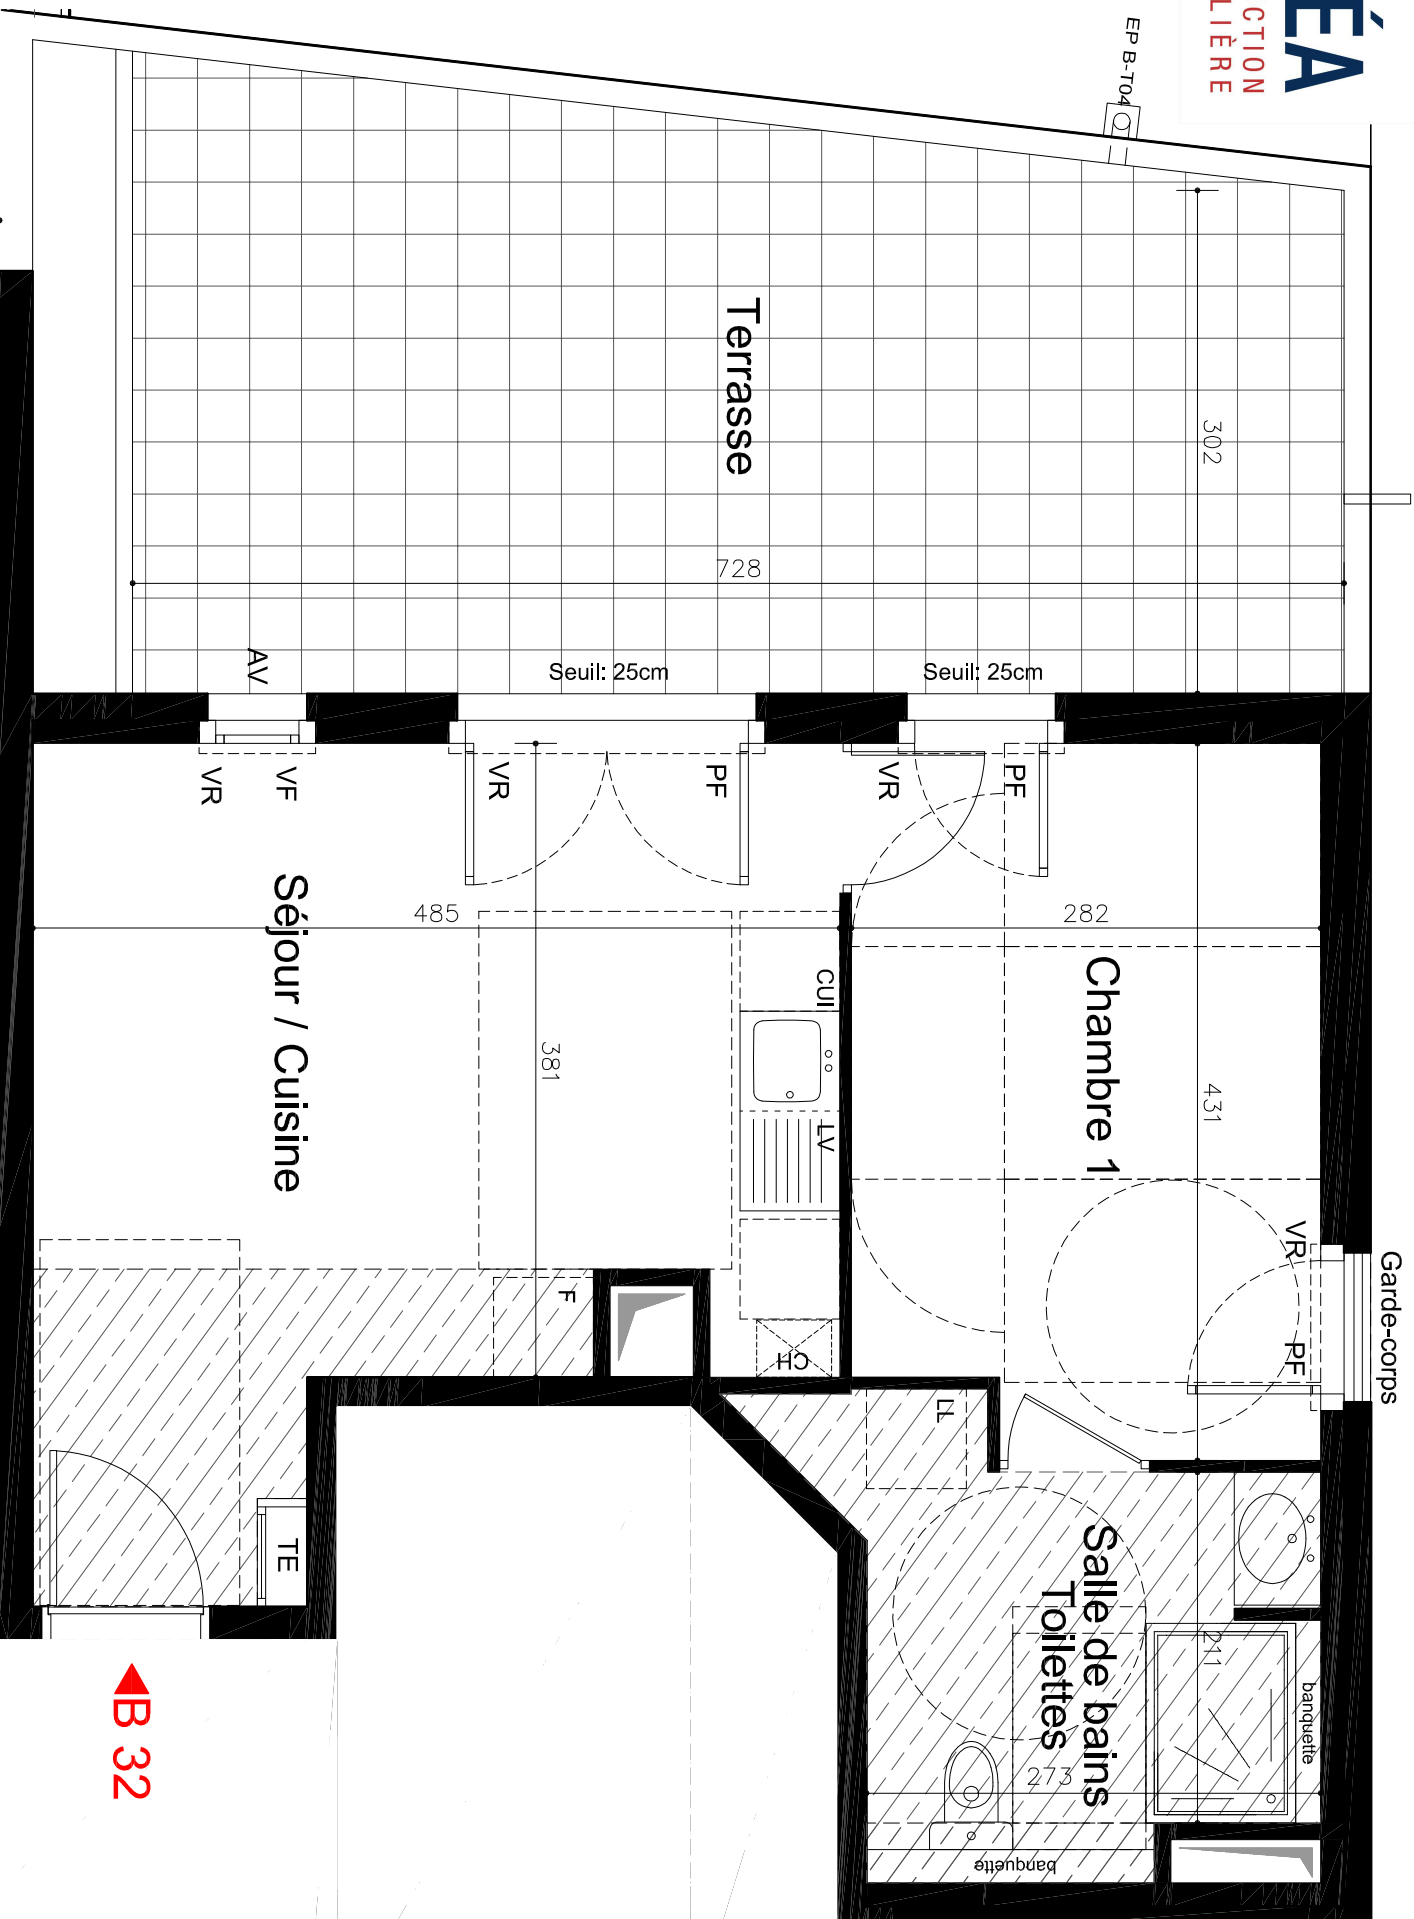 ÉA
CTION
LIÈRE
EP B-T04
Terrasse
302
728
Seuil: 25cm
Seuil: 25cm
AV
VR
VF
VR
PF
VR
PF
Séjour / Cuisine
485
381
CUI
LV
F
CH
Chambre 1
282
431
VR
PF
Garde-corps
LL
TE
Salle de bains
Toilettes
211
273
banquette
banquette
B 32